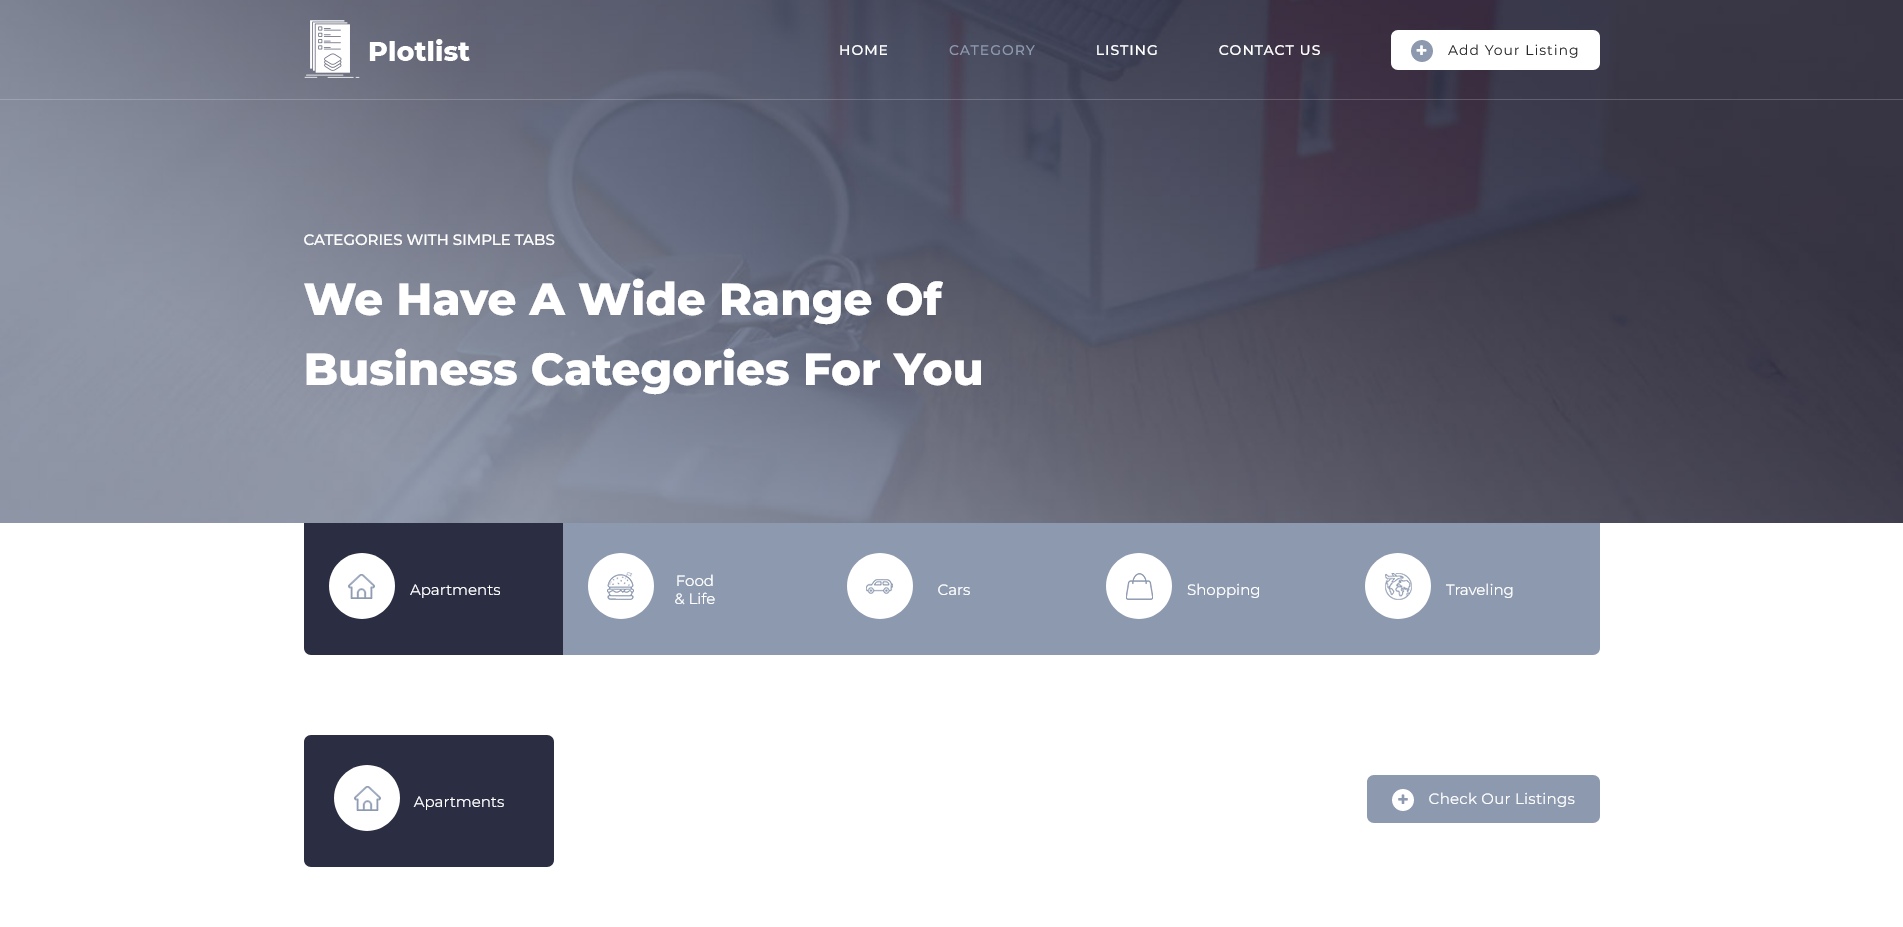 Plotlist
HOME
CATEGORY
LISTING
CONTACT US
Add Your Listing
CATEGORIES WITH SIMPLE TABS
We Have A Wide Range Of
Business Categories For You
Apartments
Food
& Life
Cars
Shopping
Traveling
Apartments
Check Our Listings